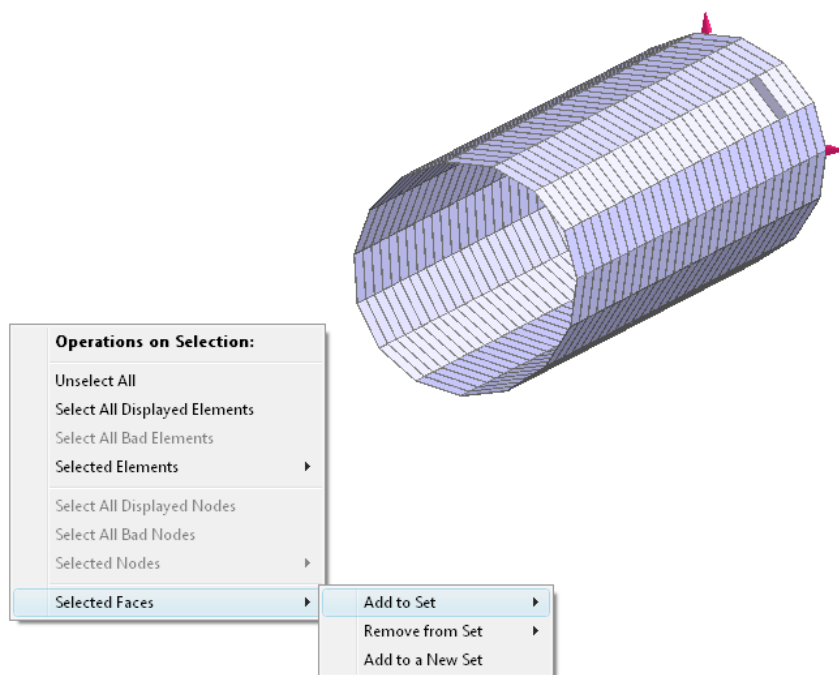 Operations on Selection:
Unselect All
Select All Displayed Elements
Select All Bad Elements
Selected Elements
Select All Displayed Nodes
Select All Bad Nodes
Selected Nodes
Selected Faces
Add to Set
Remove from Set
Add to a New Set